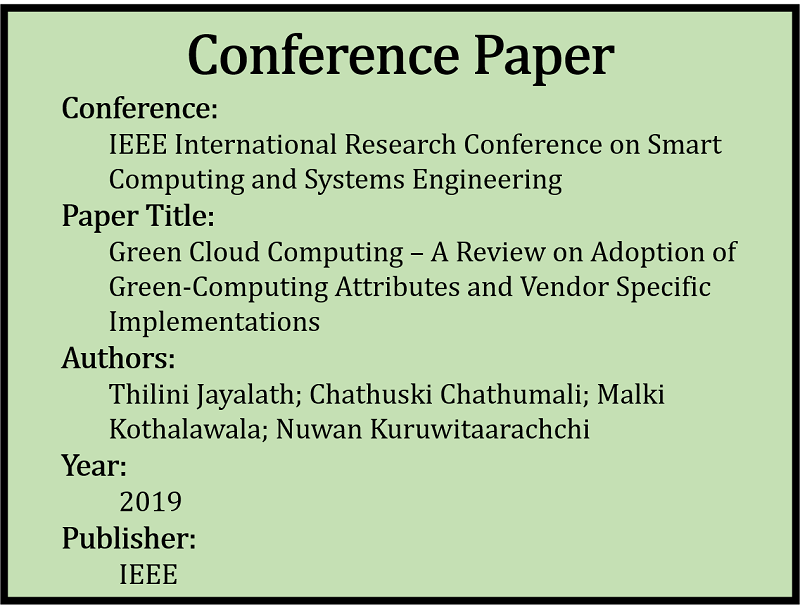 Conference Paper
Conference:
IEEE International Research Conference on Smart
Computing and Systems Engineering
Paper Title:
Green Cloud Computing – A Review on Adoption of
Green-Computing Attributes and Vendor Specific
Implementations
Authors:
Thilini Jayalath; Chathuski Chathumali; Malki
Kothalawala; Nuwan Kuruwitaarachchi
Year:
2019
Publisher:
IEEE